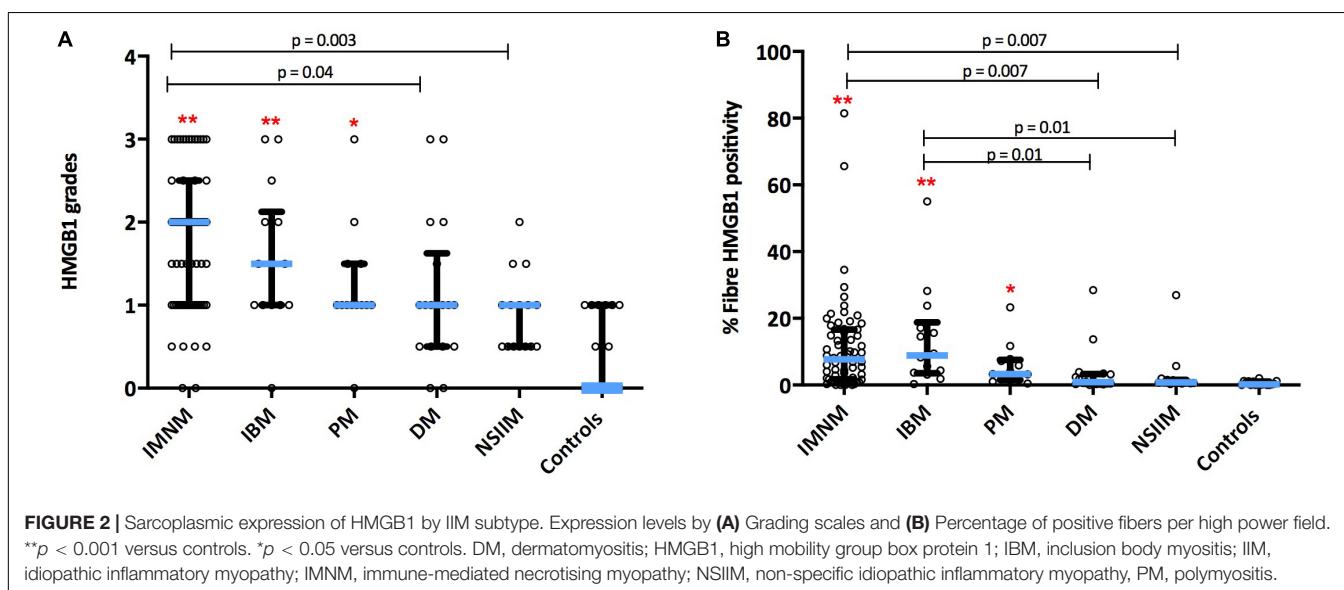 A
p = 0.003
p = 0.04
** ** *
HMGB1 grades
4
3
2
1
0
IMNM IBM PM DM NSIIM Controls
B
p = 0.007
p = 0.007
p = 0.01
p = 0.01
** ** *
% Fibre HMGB1 positivity
100
80
60
40
20
0
IMNM IBM PM DM NSIIM Controls
FIGURE 2 | Sarcoplasmic expression of HMGB1 by IIM subtype. Expression levels by (A) Grading scales and (B) Percentage of positive fibers per high power field.
**p < 0.001 versus controls. *p < 0.05 versus controls. DM, dermatomyositis; HMGB1, high mobility group box protein 1; IBM, inclusion body myositis; IIM,
idiopathic inflammatory myopathy; IMNM, immune-mediated necrotising myopathy; NSIIM, non-specific idiopathic inflammatory myopathy, PM, polymyositis.